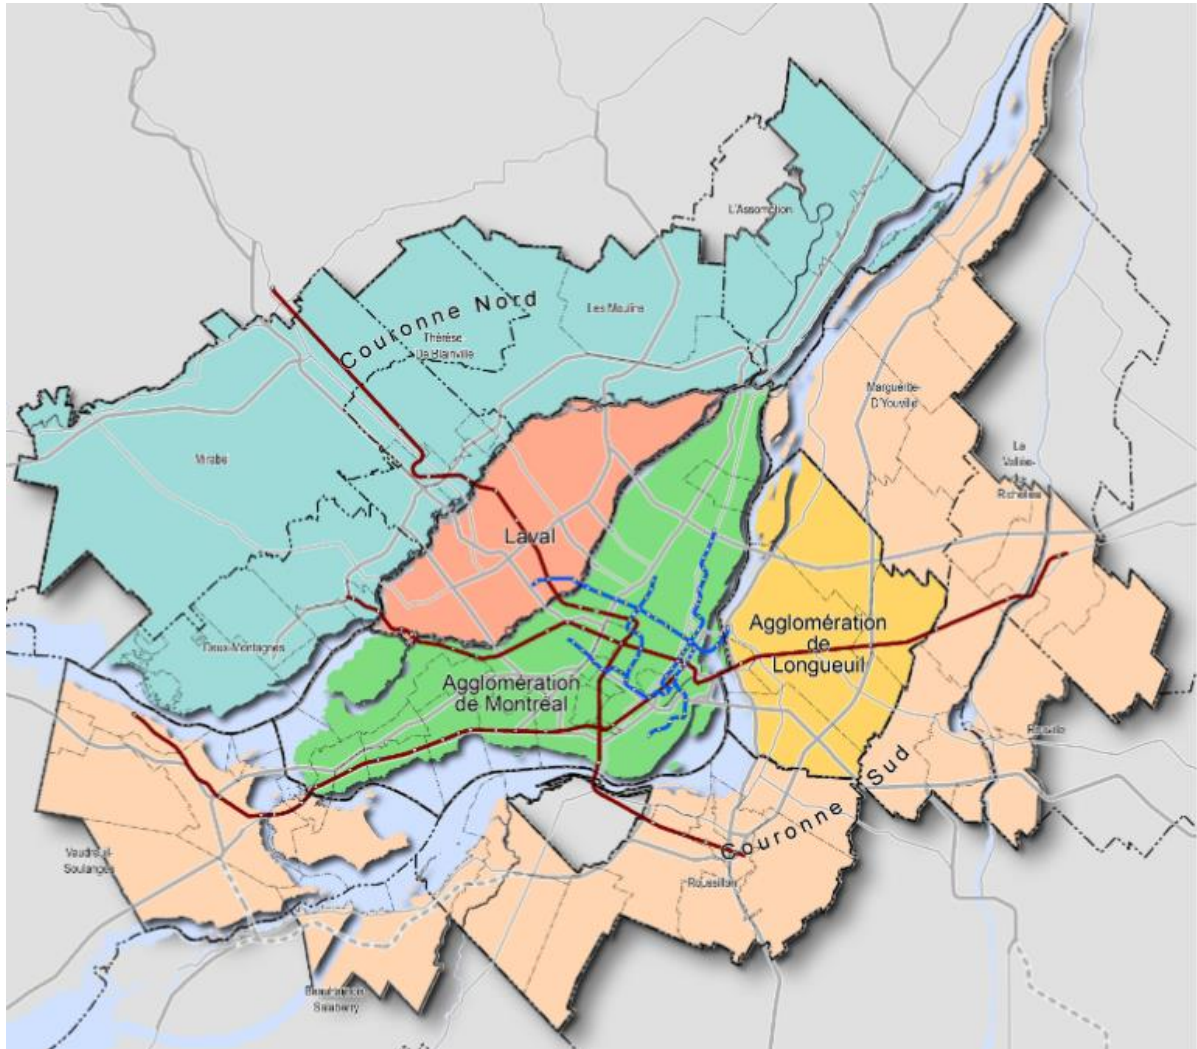 L'Assomption
Couronne Nord
Les Moulins
Thérèse-
De Blainville
Marguerite-
D'Youville
Mirabel
La
Vallée-
Richelieu
Laval
Agglomération
de
Longueuil
Deux-Montagnes
Agglomération
de Montréal
Rouville
Couronne Sud
Vaudreuil-
Soulanges
Roussillon
Beauharnois-
Salaberry